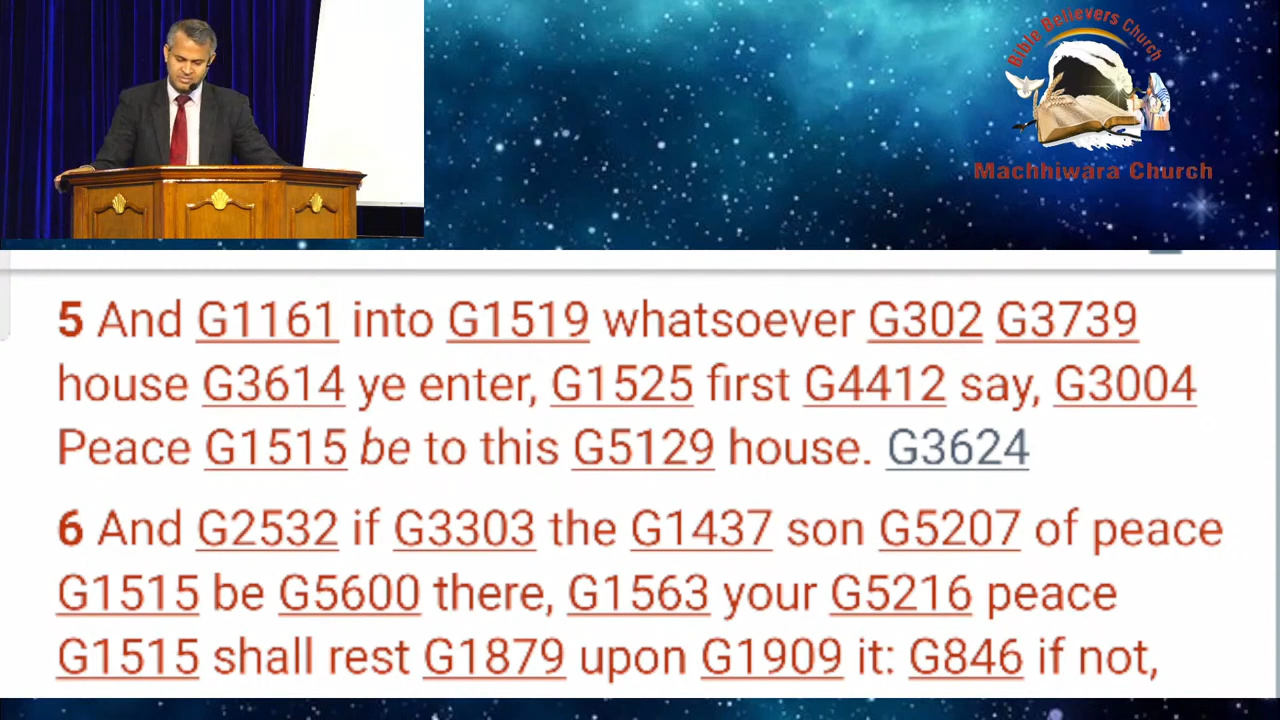 Bible Believers Church
Machhiwara Church
5 And G1161 into G1519 whatsoever G302 G3739
house G3614 ye enter, G1525 first G4412 say, G3004
Peace G1515 be to this G5129 house. G3624
6 And G2532 if G3303 the G1437 son G5207 of peace
G1515 be G5600 there, G1563 your G5216 peace
G1515 shall rest G1879 upon G1909 it: G846 if not,